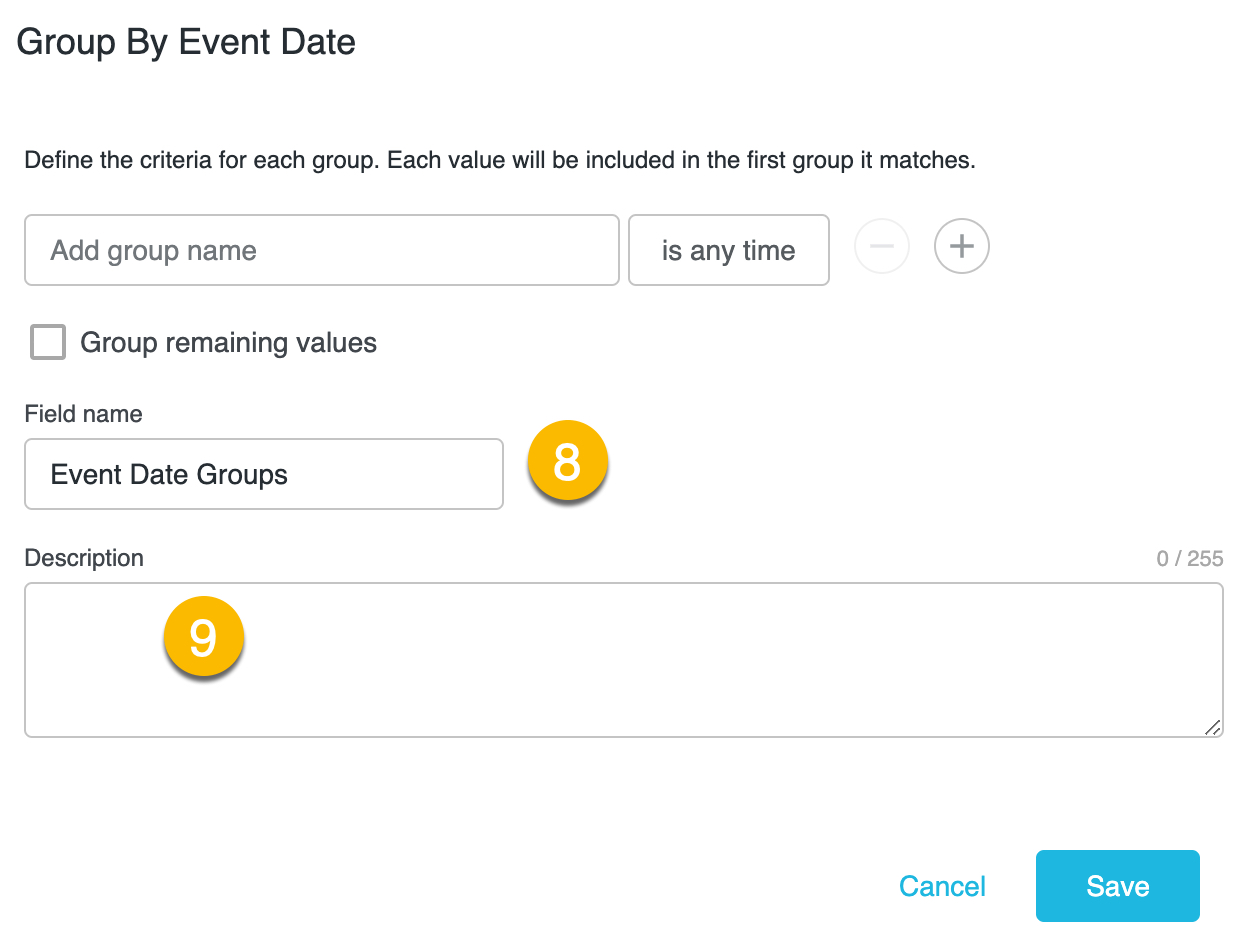 Group By Event Date
Define the criteria for each group. Each value will be included in the first group it matches.
Add group name is any time
Group remaining values
Field name
Event Date Groups 8
Description 0 / 255
9
Cancel Save